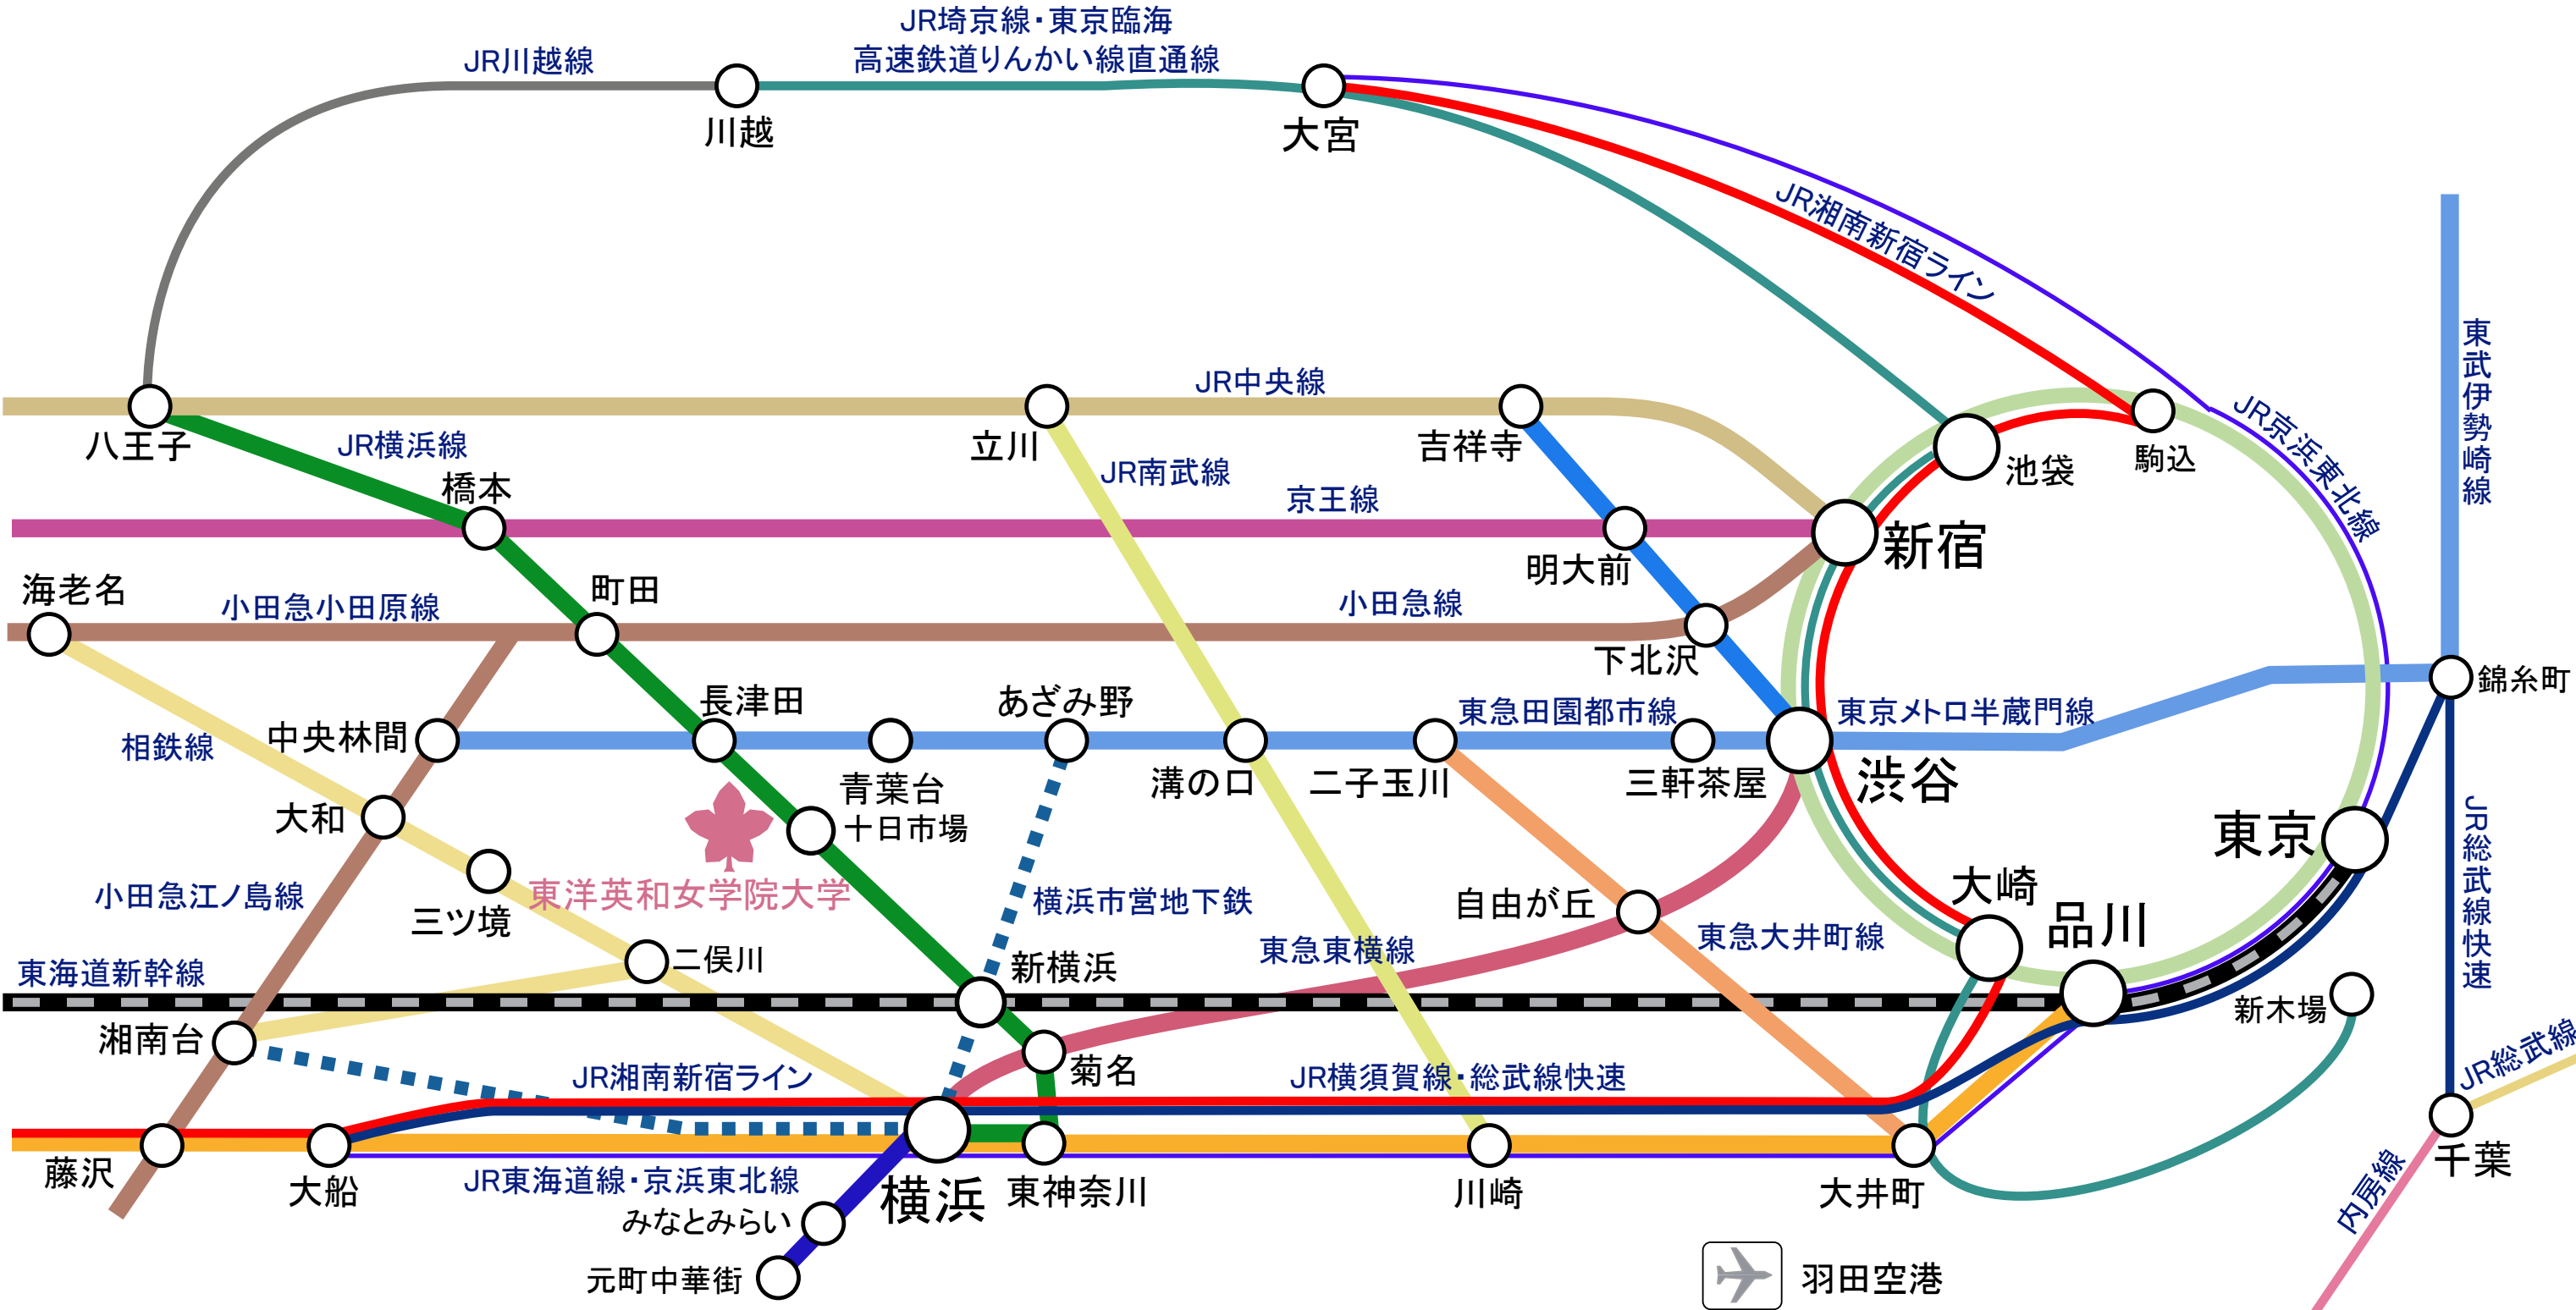 JR埼京線・東京臨海
高速鉄道りんかい線直通線
JR川越線
川越
大宮
JR湘南新宿ライン
東武伊勢崎線
JR中央線
JR京浜東北線
八王子
JR横浜線
立川
JR南武線
吉祥寺
池袋
駒込
橋本
京王線
新宿
明大前
海老名
小田急小田原線
町田
小田急線
下北沢
錦糸町
長津田
あざみ野
東急田園都市線
東京メトロ半蔵門線
相鉄線
中央林間
青葉台
溝の口
二子玉川
三軒茶屋
渋谷
大和
十日市場
東京
JR総武線快速
小田急江ノ島線
三ツ境
東洋英和女学院大学
横浜市営地下鉄
自由が丘
東急大井町線
大崎
品川
東海道新幹線
二俣川
新横浜
東急東横線
新木場
湘南台
JR湘南新宿ライン
菊名
JR横須賀線・総武線快速
JR総武線
藤沢
大船
JR東海道線・京浜東北線
横浜
東神奈川
川崎
大井町
千葉
内房線
みなとみらい
元町中華街
羽田空港